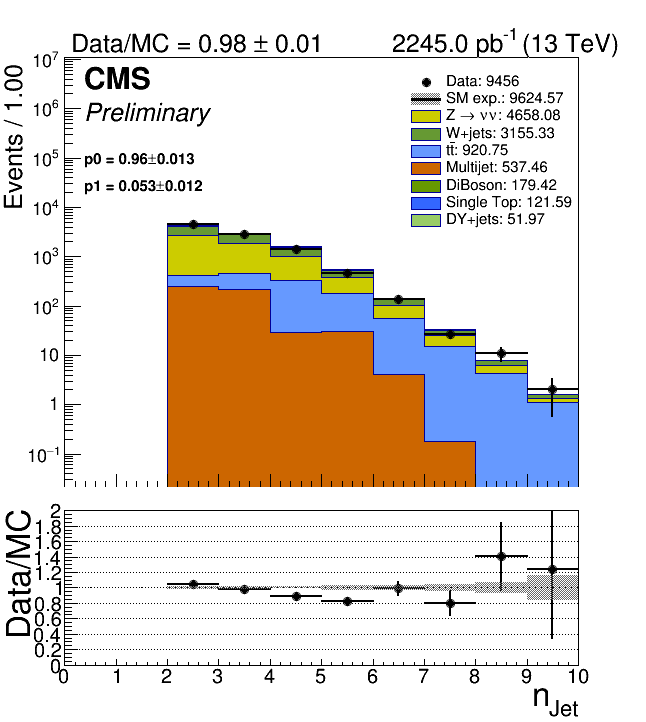 Data/MC = 0.98 ± 0.01
2245.0 pb⁻¹ (13 TeV)
Events / 1.00
10⁷
10⁶
10⁵
10⁴
10³
10²
10
1
10⁻¹
CMS
Preliminary
p0 = 0.96±0.013
p1 = 0.053±0.012
Data: 9456
SM exp.: 9624.57
Z → νν: 4658.08
W+jets: 3155.33
tt̄: 920.75
Multijet: 537.46
DiBoson: 179.42
Single Top: 121.59
DY+jets: 51.97
Data/MC
2
1.8
1.6
1.4
1.2
1
0.8
0.6
0.4
0.2
0
0 1 2 3 4 5 6 7 8 9 10
n_Jet